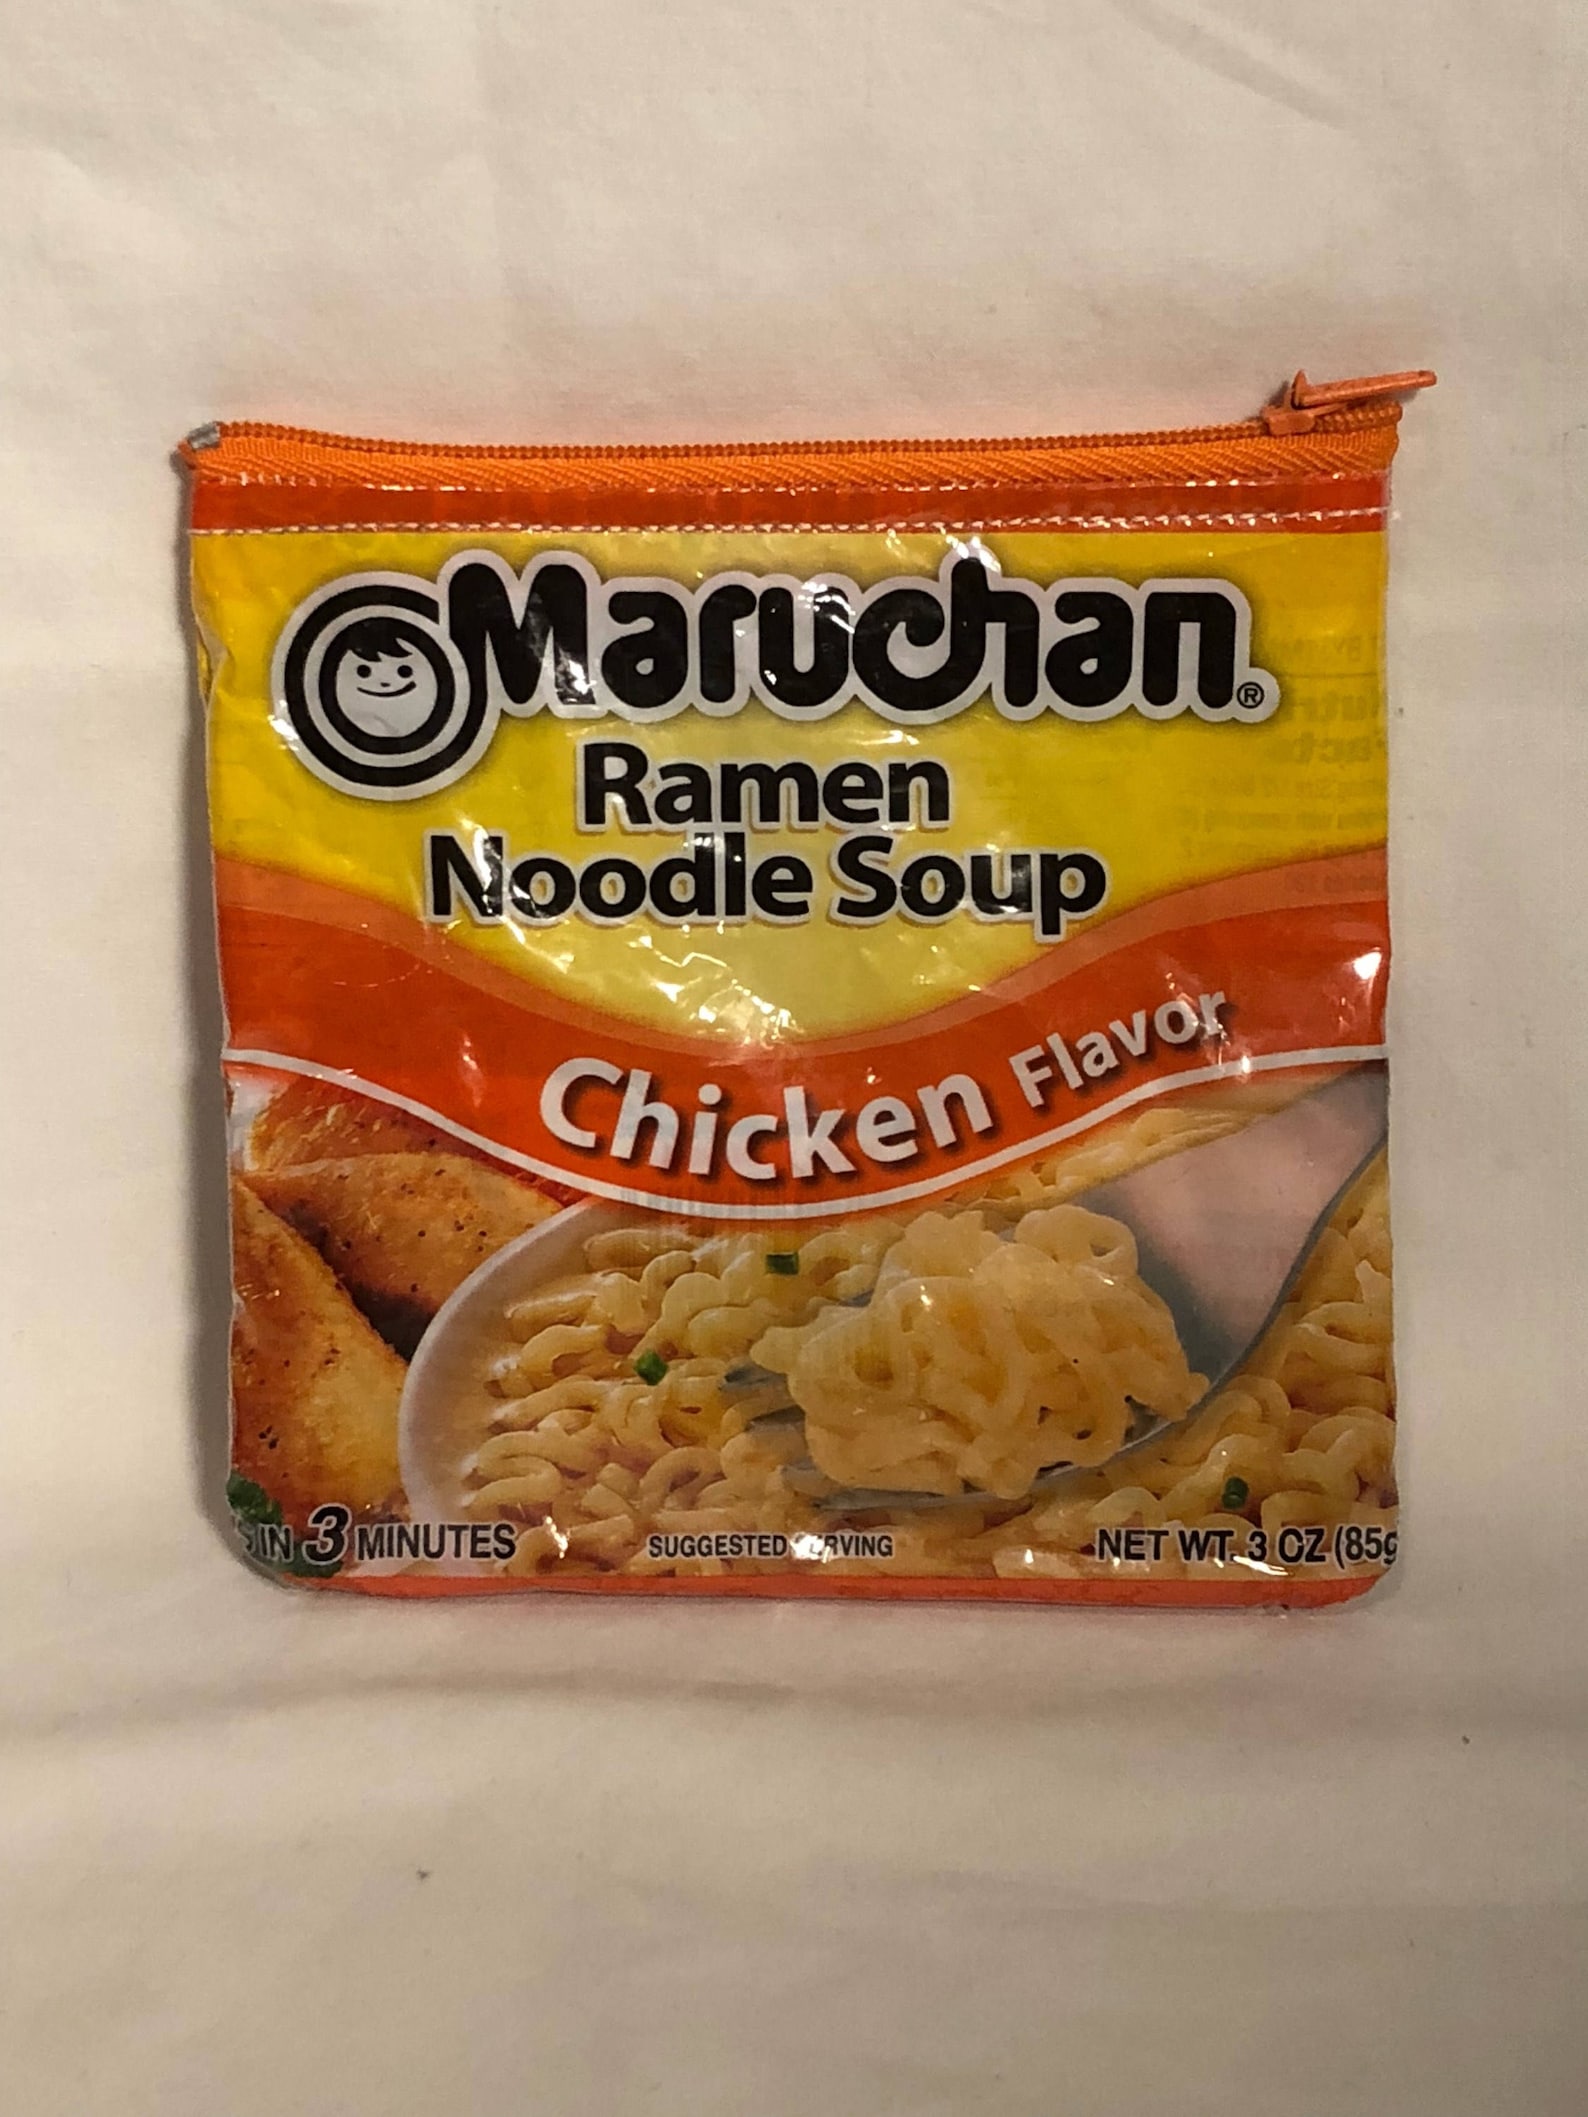 Maruchan®
Ramen
Noodle Soup
Chicken Flavor
IN 3 MINUTES
SUGGESTED
NET WT. 3 OZ (85g